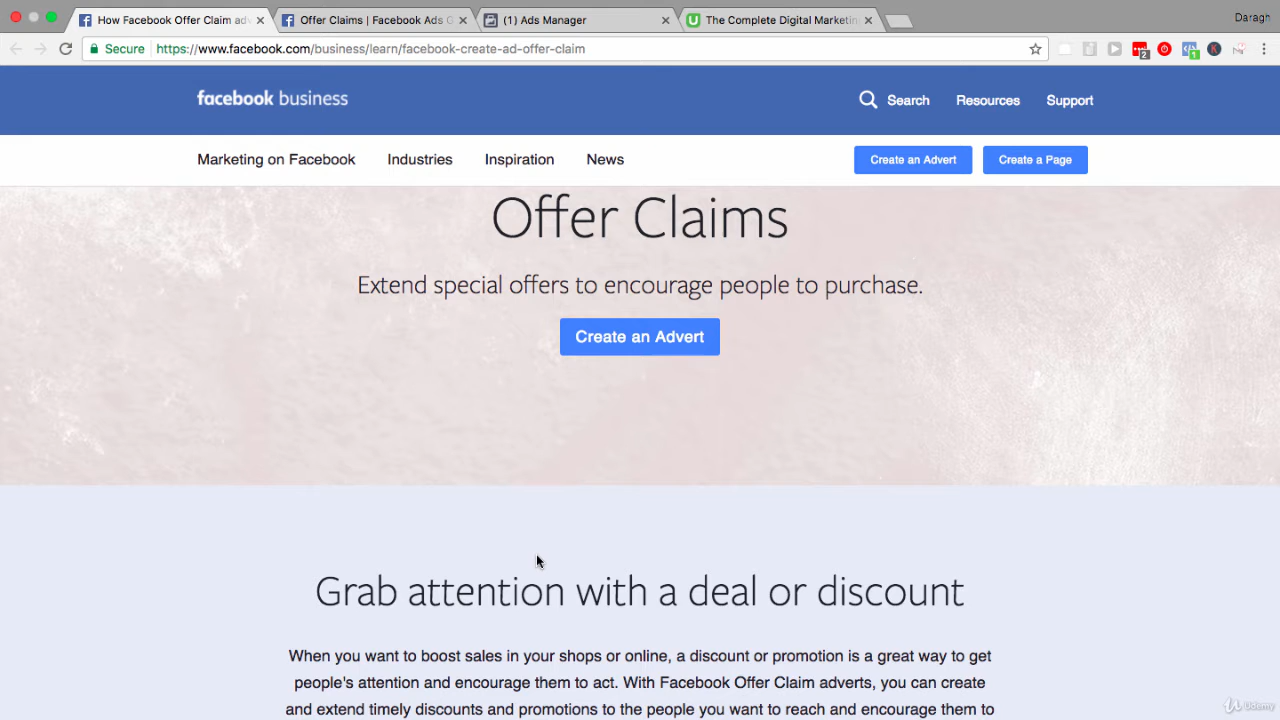 How Facebook Offer Claim adv
Offer Claims | Facebook Ads G
(1) Ads Manager
The Complete Digital Marketin
Daragh
Secure
https://www.facebook.com/business/learn/facebook-create-ad-offer-claim
2
1
K
facebook business
Search
Resources
Support
Marketing on Facebook
Industries
Inspiration
News
Create an Advert
Create a Page
Offer Claims
Extend special offers to encourage people to purchase.
Create an Advert
Grab attention with a deal or discount
When you want to boost sales in your shops or online, a discount or promotion is a great way to get
people's attention and encourage them to act. With Facebook Offer Claim adverts, you can create
and extend timely discounts and promotions to the people you want to reach and encourage them to
Udemy